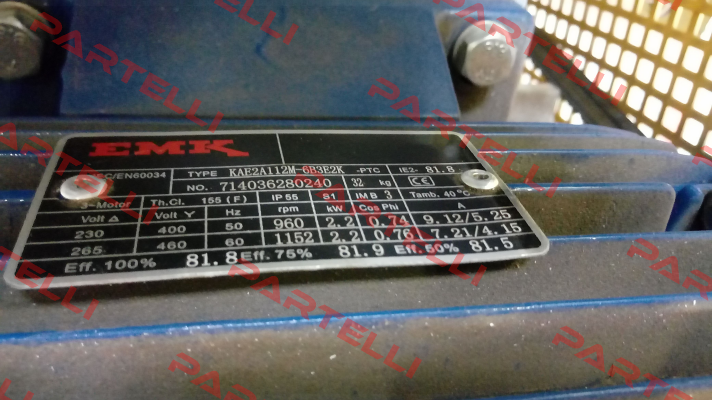 EMK
IEC/EN60034 TYPE KAE2A112M-6B3E2K -PTC IE2- 81.8
NO. 714036280240 32 kg CE
3~Motor Th.Cl. 155 (F) IP 55 S1 IM B 3 Tamb. 40°C
Volt Δ Volt Y Hz rpm kW Cos Phi A
230 400 50 960 2.2 0.74 9.12/5.25
265 460 60 1152 2.2 0.76 7.21/4.15
Eff. 100% 81.8 Eff. 75% 81.9 Eff. 50% 81.5
PARTELLI
PARTELLI
PARTELLI
PARTELLI
PARTELLI
PARTELLI